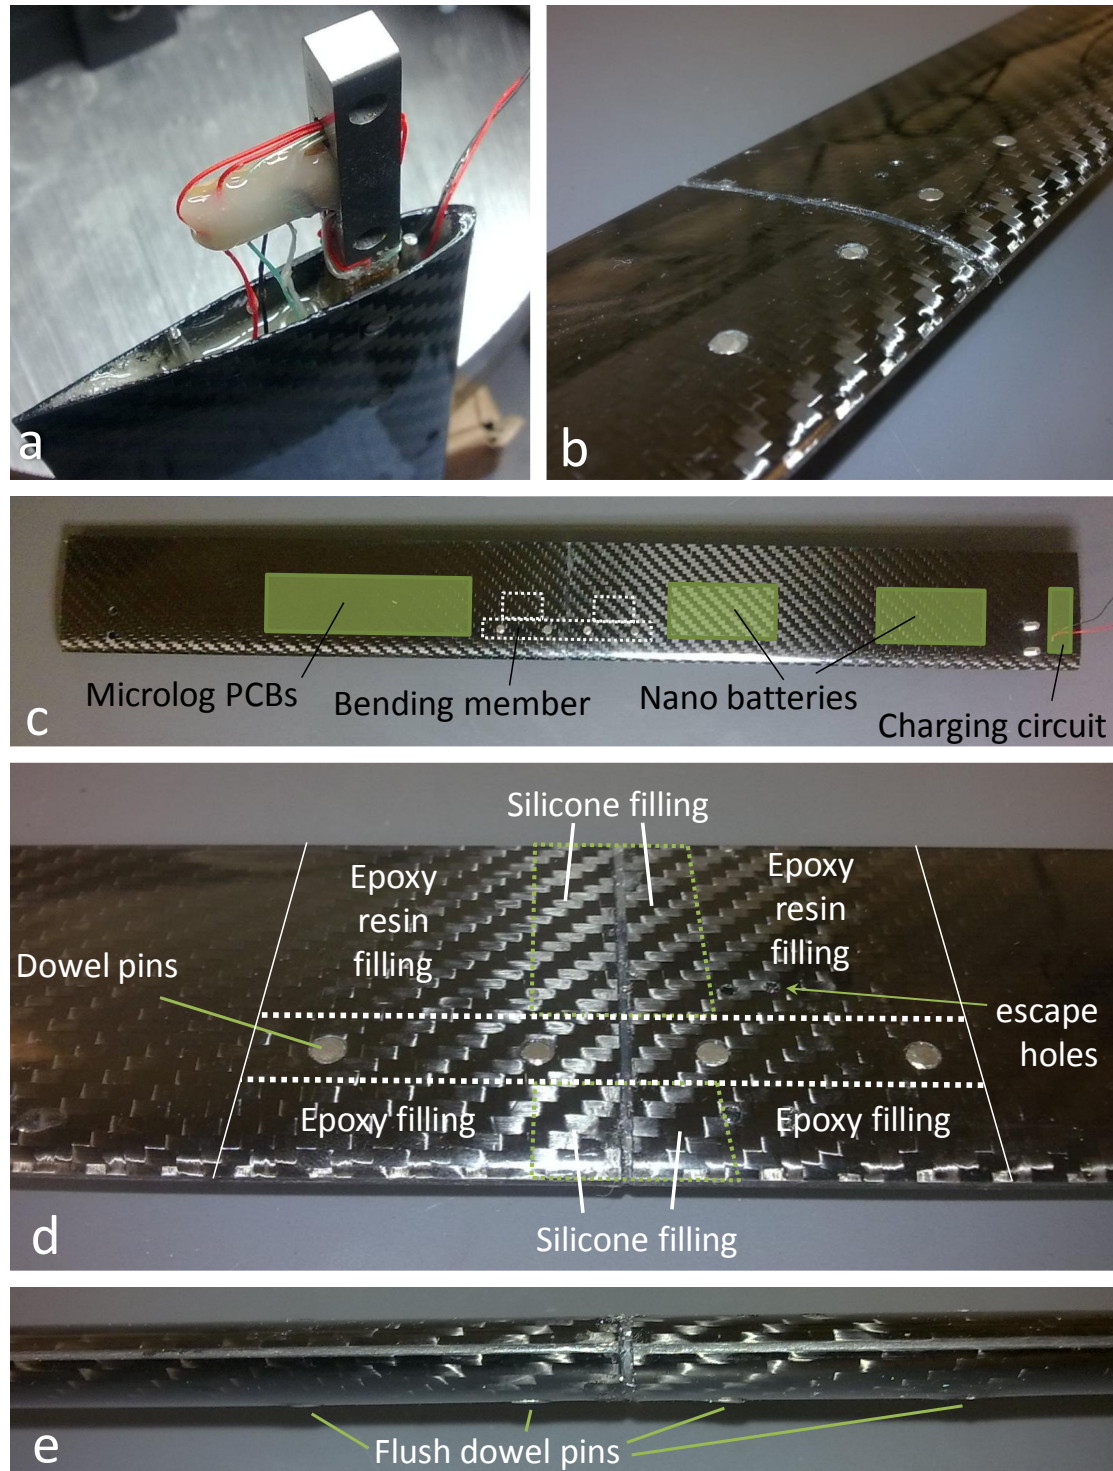 a
b
Microlog PCBs
Bending member
Nano batteries
Charging circuit
c
Silicone filling
Epoxy
resin
filling
Epoxy
resin
filling
Dowel pins
escape
holes
Epoxy filling
Epoxy filling
Silicone filling
d
Flush dowel pins
e